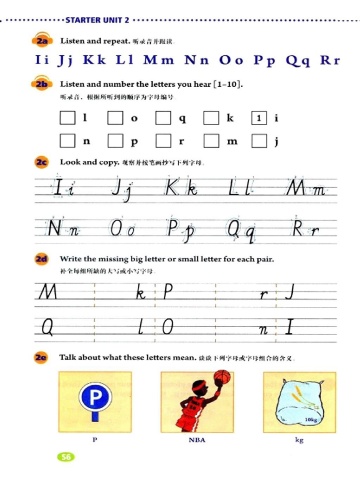 STARTER UNIT 2
2a Listen and repeat. 听录音并跟读.
Ii Jj Kk Ll Mm Nn Oo Pp Qq Rr
2b Listen and number the letters you hear [1-10].
听录音, 根据所听到的顺序为字母编号.
l o q k 1 i
n p r m j
2c Look and copy. 观察并按笔画抄写下列字母.
Ii Jj Kk Ll Mm
Nn Oo Pp Qq Rr
2d Write the missing big letter or small letter for each pair.
补全每组所缺的大写或小写字母.
M k P r J
Q l O n I
2e Talk about what these letters mean. 谈谈下列字母或字母组合的含义.
P
10kg
P NBA kg
S6